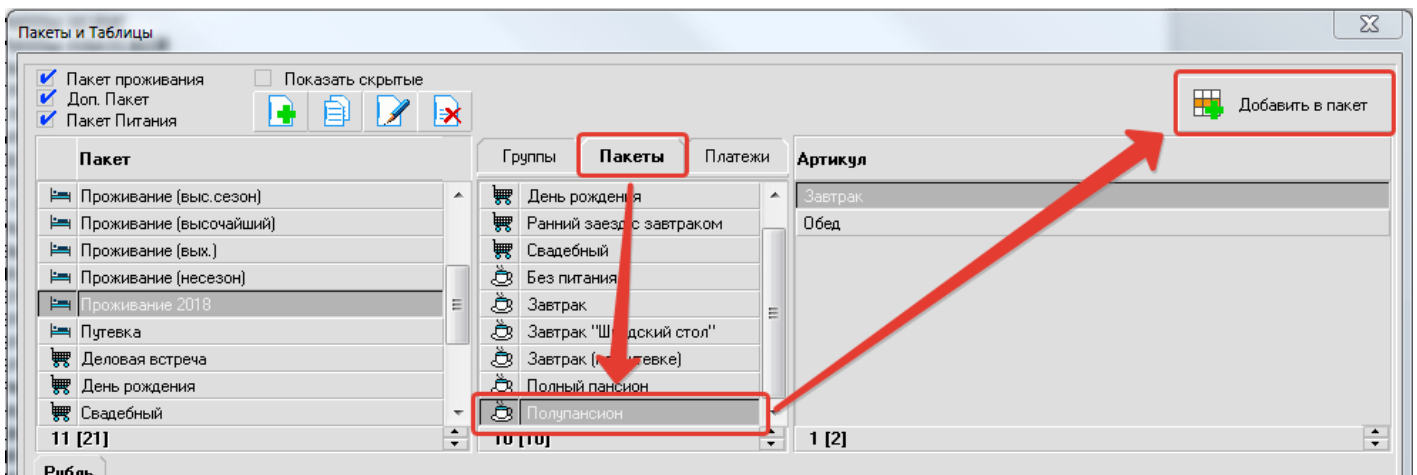 Пакеты и Таблицы
Пакет проживания
Показать скрытые
Доп. Пакет
Пакет Питания
Добавить в пакет
Пакет
Группы
Пакеты
Платежи
Артикул
Проживание (выс.сезон)
Проживание (высочайший)
Проживание (вых.)
Проживание (несезон)
Проживание 2018
Путевка
Деловая встреча
День рождения
Свадебный
11 [21]
День рождения
Ранний заезд с завтраком
Свадебный
Без питания
Завтрак
Завтрак "Шведский стол"
Завтрак (по путевке)
Полный пансион
Полупансион
10 [10]
Завтрак
Обед
1 [2]
Рубль